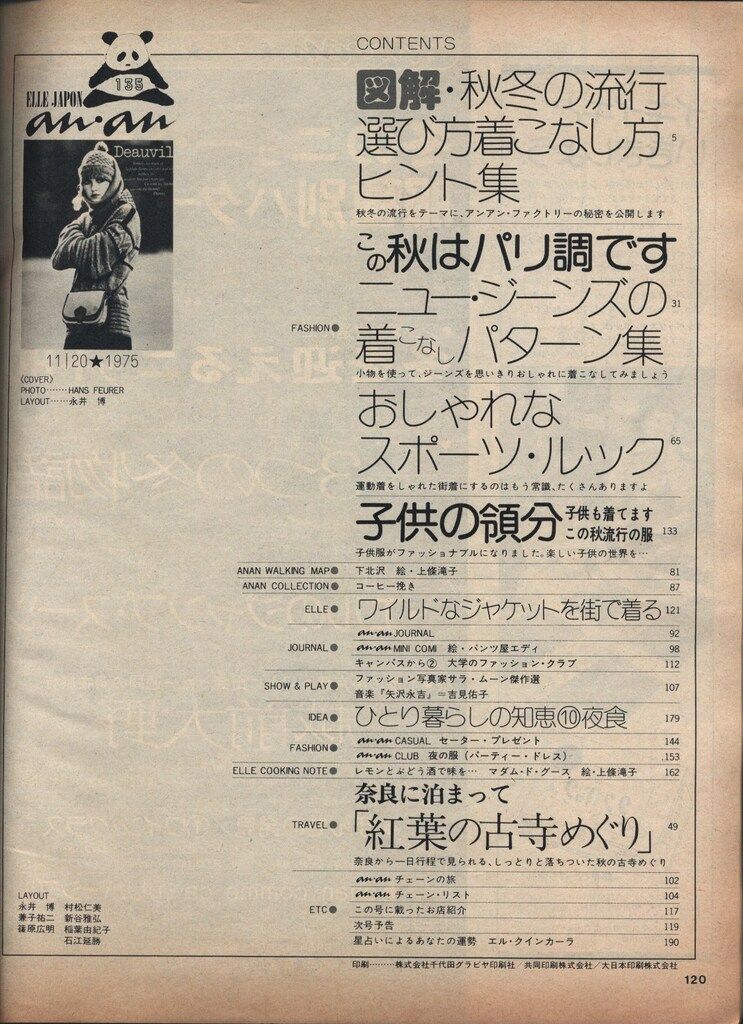 CONTENTS
135
ELLE JAPON
an・an
Deauvil
11|20★1975
〈COVER〉
PHOTO……HANS FEURER
LAYOUT……永井 博
FASHION●
図解・秋冬の流行
選び方着こなし方 5
ヒント集
秋冬の流行をテーマに、アンアン・ファクトリーの秘密を公開します
この秋はパリ調です
ニュー・ジーンズの 31
着こなしパターン集
小物を使って、ジーンズを思いきりおしゃれに着こなしてみましょう
おしゃれな
スポーツ・ルック 65
運動着をしゃれた街着にするのはもう常識、たくさんありますよ
子供の領分 子供も着てます
この秋流行の服 133
子供服がファッショナブルになりました。楽しい子供の世界を…
ANAN WALKING MAP● 下北沢 絵・上條滝子 81
ANAN COLLECTION● コーヒー挽き 87
ELLE● ワイルドなジャケットを街で着る 121
JOURNAL●
an・an JOURNAL 92
an・an MINI COMI 絵・パンツ屋エディ 98
キャンパスから② 大学のファッション・クラブ 112
SHOW & PLAY●
ファッション写真家サラ・ムーン傑作選 107
音楽『矢沢永吉』=吉見佑子
IDEA● ひとり暮らしの知恵⑩夜食 179
FASHION●
an・an CASUAL セーター・プレゼント 144
an・an CLUB 夜の服(パーティー・ドレス) 153
ELLE COOKING NOTE● レモンとぶどう酒で味を… マダム・ド・グース 絵・上條滝子 162
TRAVEL●
奈良に泊まって
「紅葉の古寺めぐり」 49
奈良から一日行程で見られる、しっとりと落ちついた秋の古寺めぐり
ETC●
an・an チェーンの旅 102
an・an チェーン・リスト 104
この号に載ったお店紹介 117
次号予告 119
星占いによるあなたの運勢 エル・クインカーラ 190
LAYOUT
永井 博 村松仁美
兼子祐二 新谷雅弘
篠原広明 稲葉由紀子
石江延勝
印刷………株式会社千代田グラビヤ印刷社/共同印刷株式会社/大日本印刷株式会社
120